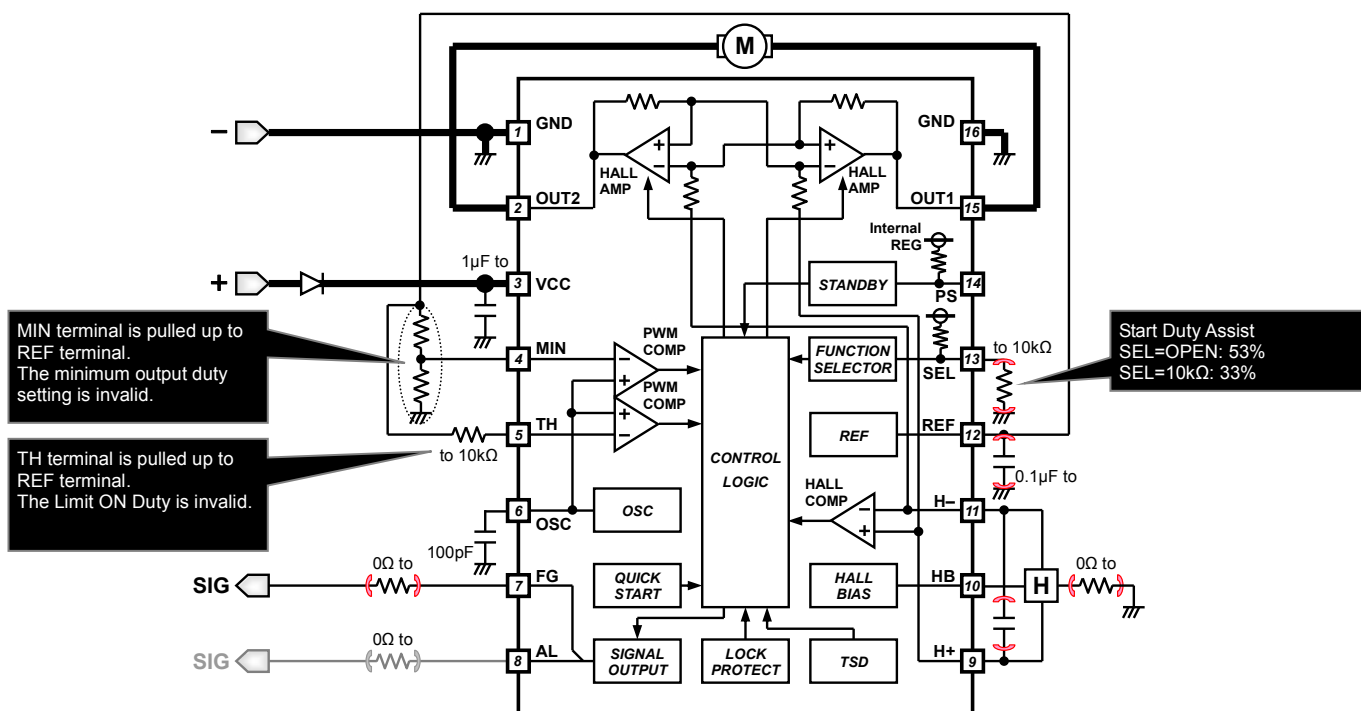 M
−
1
GND
HALL
AMP
+
−
+
−
HALL
AMP
GND
16
2
OUT2
OUT1
15
Internal
REG
+
1µF to
3
VCC
STANDBY
PS
14
MIN terminal is pulled up to
REF terminal.
The minimum output duty
setting is invalid.
4
MIN
PWM
COMP
−
+
FUNCTION
SELECTOR
SEL
13
to 10kΩ
Start Duty Assist
SEL=OPEN: 53%
SEL=10kΩ: 33%
PWM
COMP
+
−
5
TH
to 10kΩ
TH terminal is pulled up to
REF terminal.
The Limit ON Duty is invalid.
CONTROL
LOGIC
REF
REF
12
0.1µF to
6
OSC
100pF
OSC
HALL
COMP
−
+
H−
11
SIG
0Ω to
7
FG
QUICK
START
HALL
BIAS
HB
10
H
0Ω to
SIG
0Ω to
8
AL
SIGNAL
OUTPUT
LOCK
PROTECT
TSD
H+
9